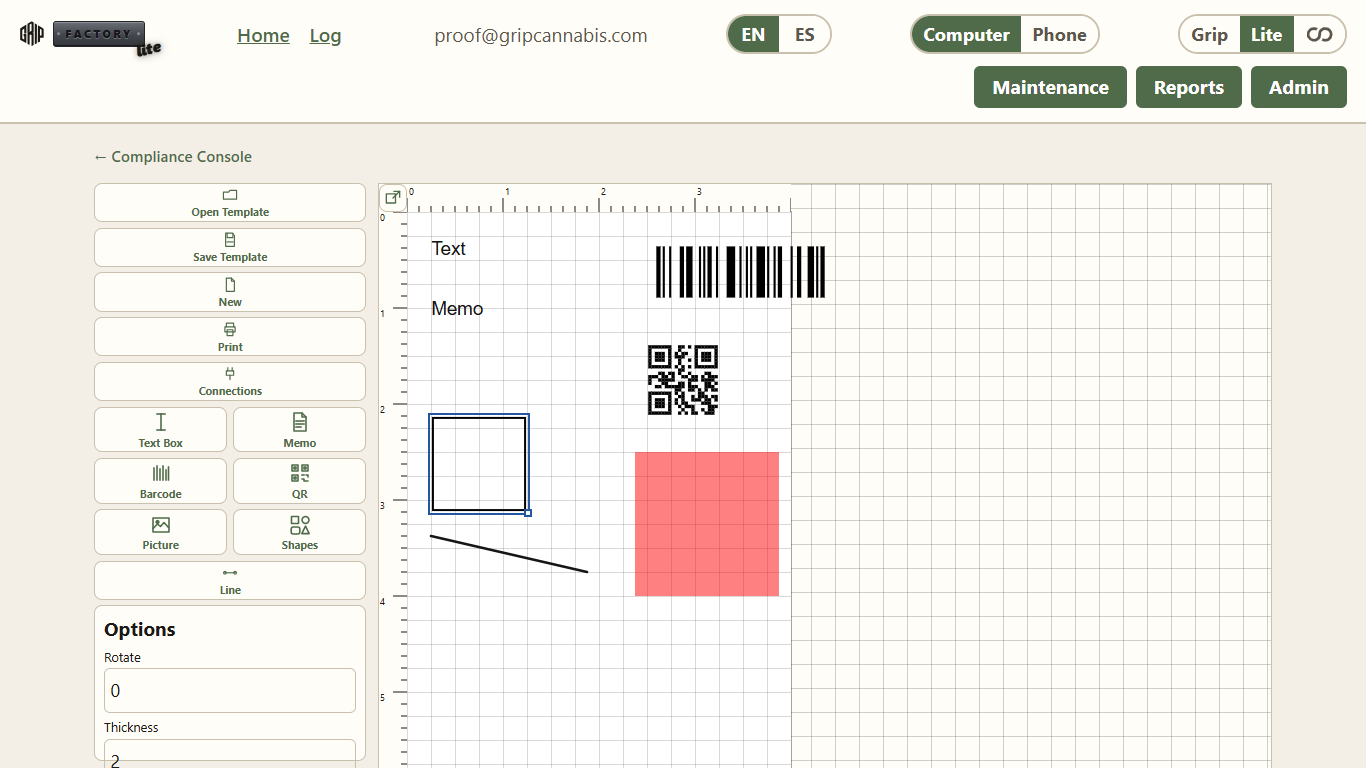 GRIP FACTORY lite
Home Log
proof@gripcannabis.com
EN ES
Computer Phone
Grip Lite
Maintenance Reports Admin
← Compliance Console
Open Template
Save Template
New
Print
Connections
Text Box Memo
Barcode QR
Picture Shapes
Line
Options
Rotate
0
Thickness
2
0 1 2 3
0
1
2
3
4
5
Text
Memo